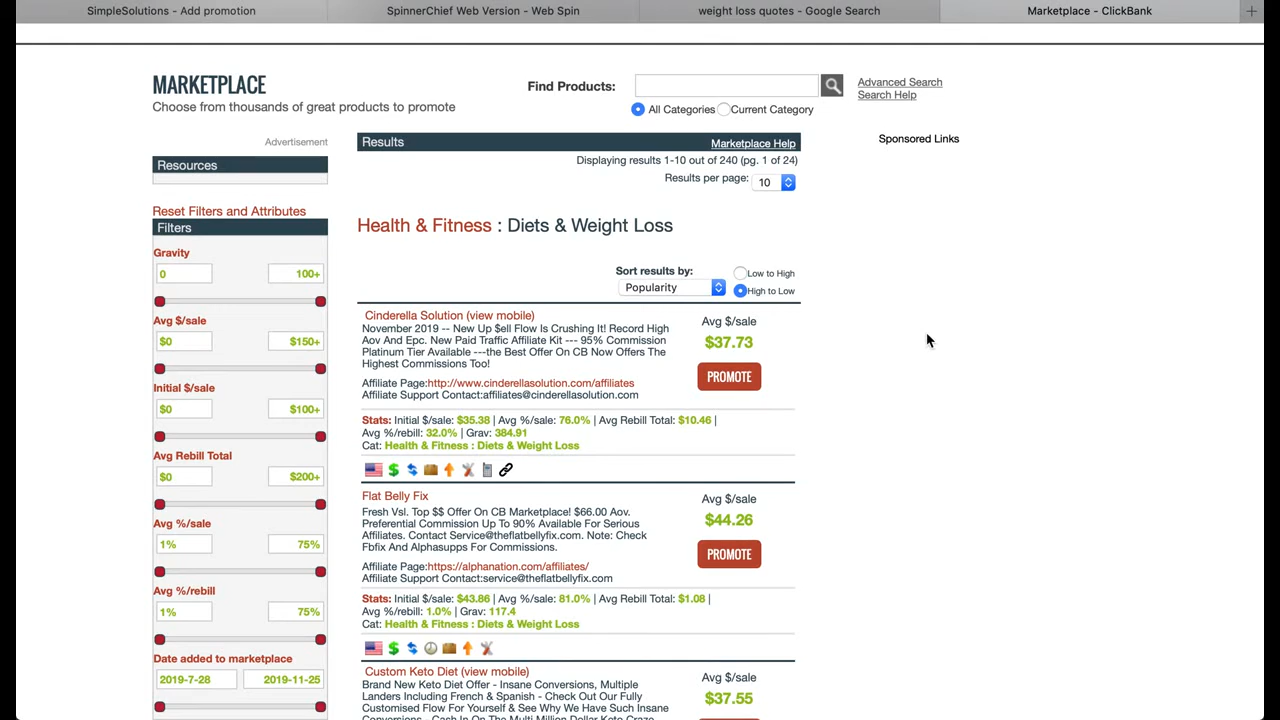 SimpleSolutions - Add promotion
SpinnerChief Web Version - Web Spin
weight loss quotes - Google Search
Marketplace - ClickBank
MARKETPLACE
Choose from thousands of great products to promote
Find Products:
Advanced Search
Search Help
All Categories
Current Category
Advertisement
Resources
Reset Filters and Attributes
Filters
Gravity
0
100+
Avg $/sale
$0
$150+
Initial $/sale
$0
$100+
Avg Rebill Total
$0
$200+
Avg %/sale
1%
75%
Avg %/rebill
1%
75%
Date added to marketplace
2019-7-28
2019-11-25
Results
Marketplace Help
Displaying results 1-10 out of 240 (pg. 1 of 24)
Results per page: 10
Health & Fitness : Diets & Weight Loss
Sort results by:
Popularity
Low to High
High to Low
Cinderella Solution (view mobile)
November 2019 -- New Up $ell Flow Is Crushing It! Record High
Aov And Epc. New Paid Traffic Affiliate Kit --- 95% Commission
Platinum Tier Available ---the Best Offer On CB Now Offers The
Highest Commissions Too!
Affiliate Page:http://www.cinderellasolution.com/affiliates
Affiliate Support Contact:affiliates@cinderellasolution.com
Avg $/sale
$37.73
PROMOTE
Stats: Initial $/sale: $35.38 | Avg %/sale: 76.0% | Avg Rebill Total: $10.46 |
Avg %/rebill: 32.0% | Grav: 384.91
Cat: Health & Fitness : Diets & Weight Loss
Flat Belly Fix
Fresh Vsl. Top $$ Offer On CB Marketplace! $66.00 Aov.
Preferential Commission Up To 90% Available For Serious
Affiliates. Contact Service@theflatbellyfix.com. Note: Check
Fbfix And Alphasupps For Commissions.
Affiliate Page:https://alphanation.com/affiliates/
Affiliate Support Contact:service@theflatbellyfix.com
Avg $/sale
$44.26
PROMOTE
Stats: Initial $/sale: $43.86 | Avg %/sale: 81.0% | Avg Rebill Total: $1.08 |
Avg %/rebill: 1.0% | Grav: 117.4
Cat: Health & Fitness : Diets & Weight Loss
Custom Keto Diet (view mobile)
Brand New Keto Diet Offer - Insane Conversions, Multiple
Landers Including French & Spanish - Check Out Our Fully
Customised Flow For Yourself & See Why We Have Such Insane
Conversions - Cash In On The Multi Million Dollar Keto Craze
Avg $/sale
$37.55
Sponsored Links